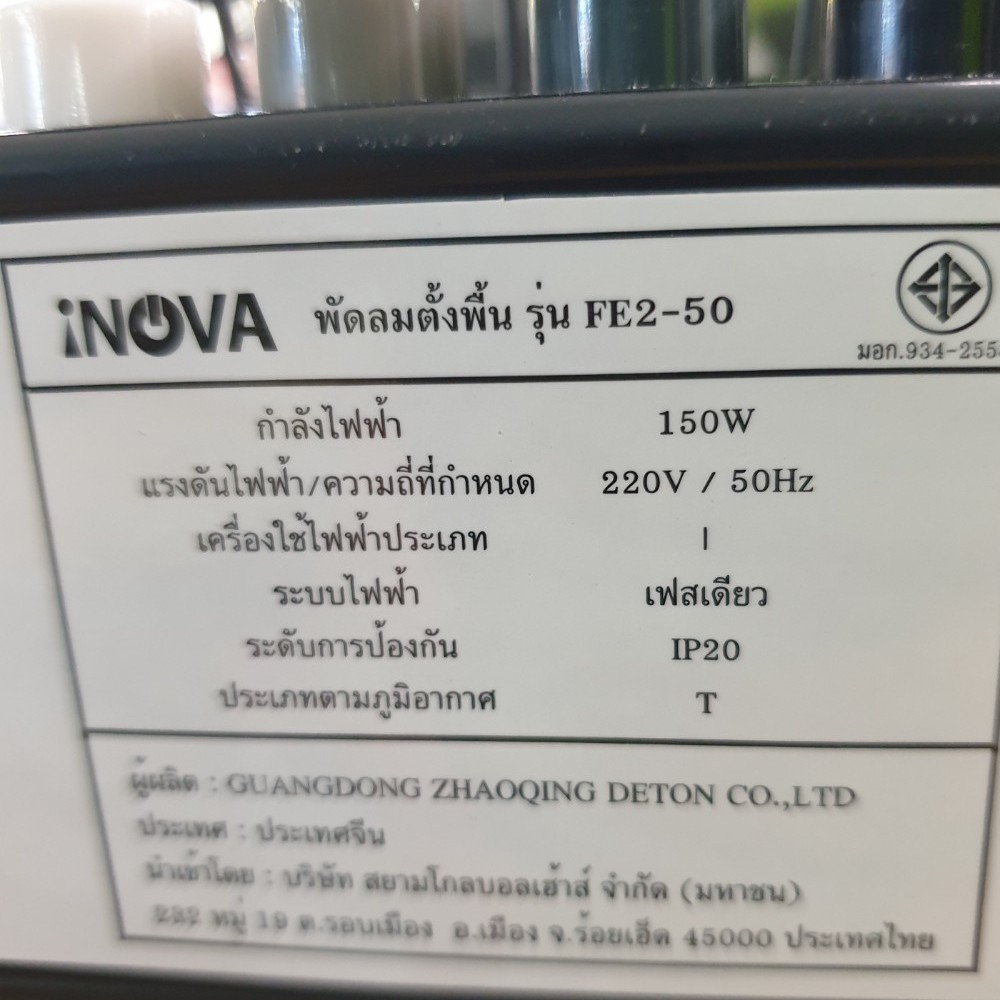 iNOVA พัดลมตั้งพื้น รุ่น FE2-50
มอก.934-255
กำลังไฟฟ้า 150W
แรงดันไฟฟ้า/ความถี่ที่กำหนด 220V / 50Hz
เครื่องใช้ไฟฟ้าประเภท I
ระบบไฟฟ้า เฟสเดียว
ระดับการป้องกัน IP20
ประเภทตามภูมิอากาศ T
ผู้ผลิต : GUANGDONG ZHAOQING DETON CO.,LTD
ประเทศ : ประเทศจีน
นำเข้าโดย : บริษัท สยามโกลบอลเฮ้าส์ จำกัด (มหาชน)
232 หมู่ 19 ต.รอบเมือง อ.เมือง จ.ร้อยเอ็ด 45000 ประเทศไทย